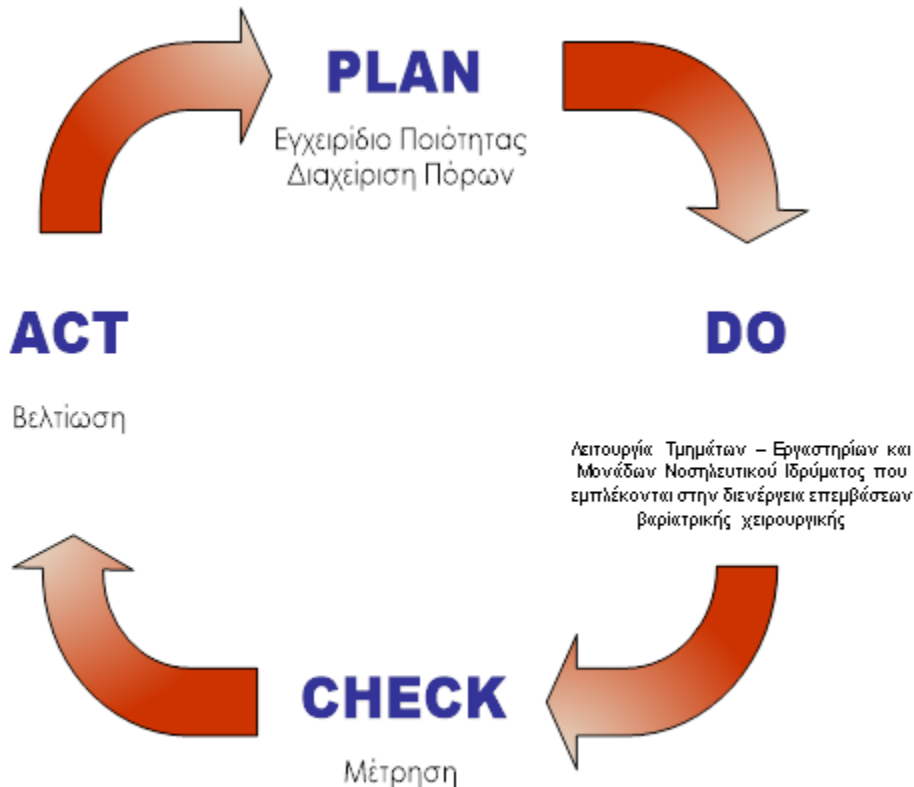 PLAN
Εγχειρίδιο Ποιότητας
Διαχείριση Πόρων
ACT
DO
Βελτίωση
Λειτουργία Τμημάτων – Εργαστηρίων και
Μονάδων Νοσηλευτικού Ιδρύματος που
εμπλέκονται στην διενέργεια επεμβάσεων
βαρίατρικής χειρουργικής
CHECK
Μέτρηση